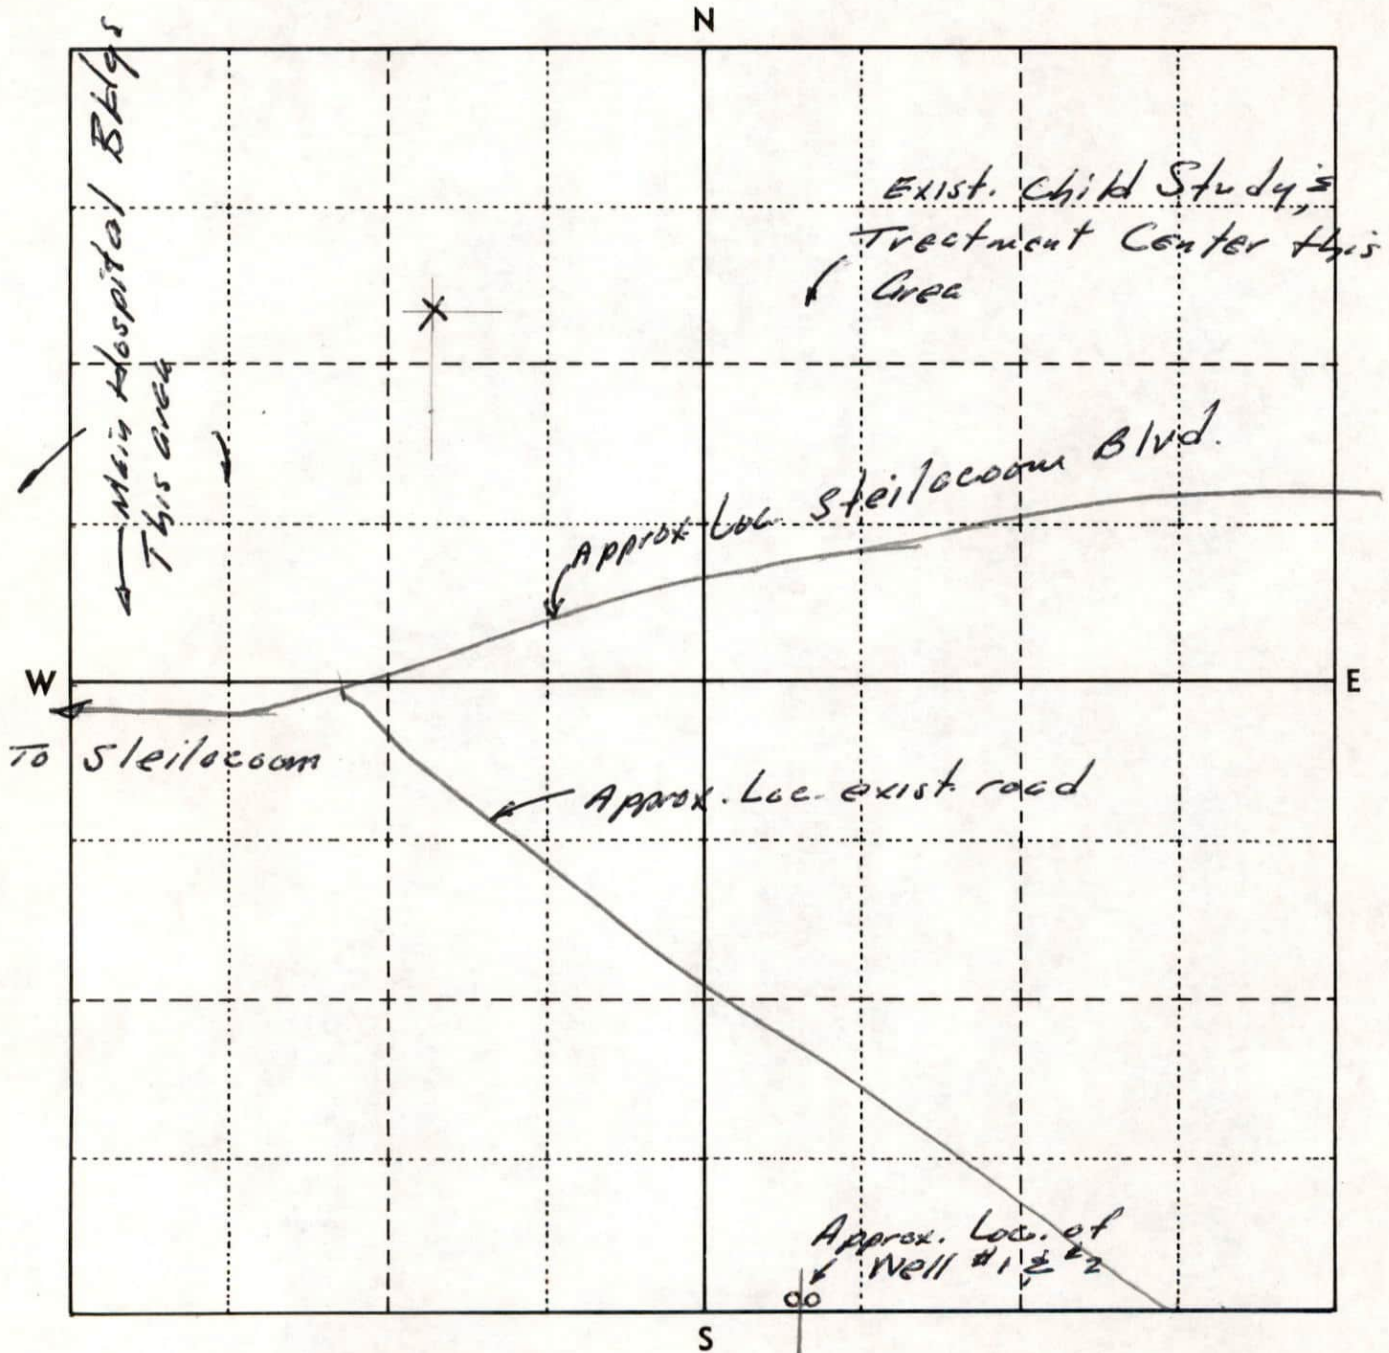 N
Main Hospital Bldgs
This area
Exist. Child Study &
Treatment Center this
Area
Approx. Loc. Steilacoom Blvd.
W
E
To Steilacoom
Approx. Loc. exist. road
Approx. Loc. of
Well #1 & #2
S